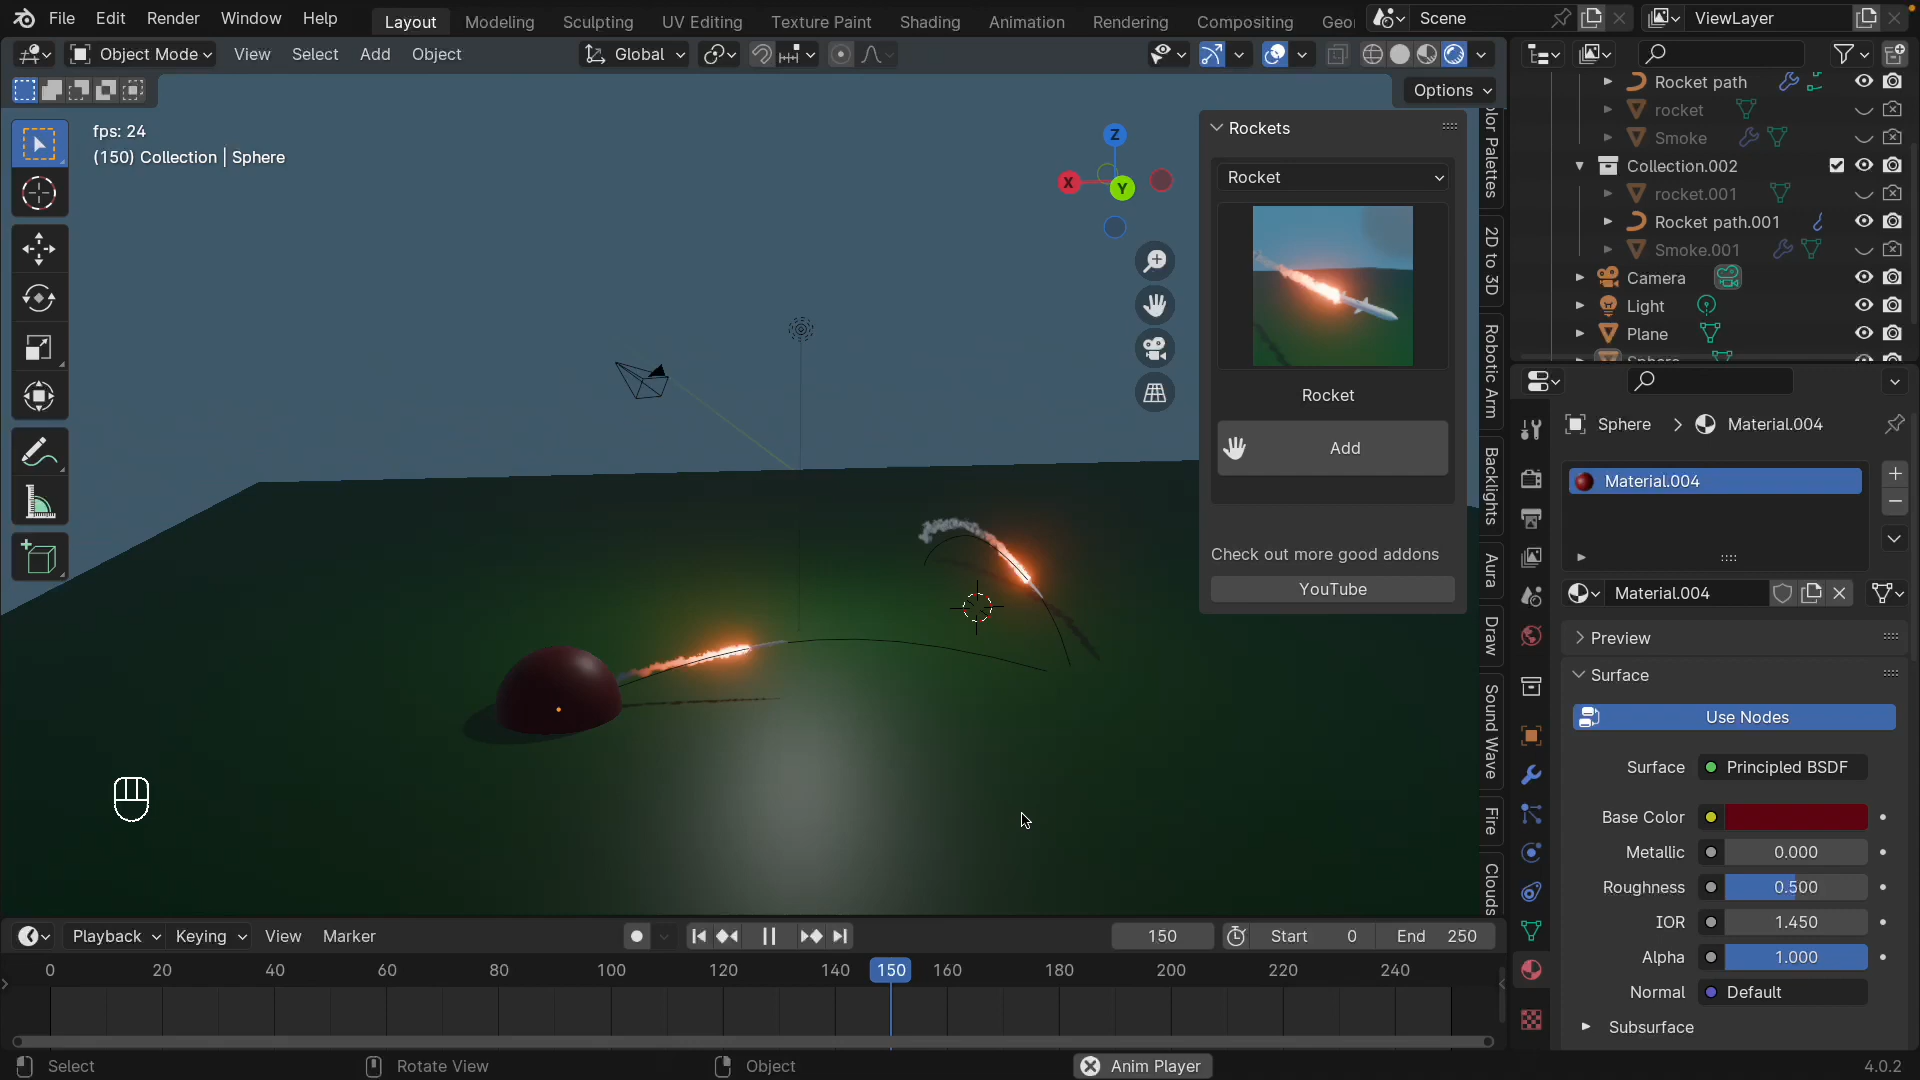 File Edit Render Window Help Layout Modeling Sculpting UV Editing Texture Paint Shading Animation Rendering Compositing Scene ViewLayer
Object Mode View Select Add Object Global
Options
fps: 24
(150) Collection | Sphere
Z
X
Y
Rockets
Rocket
Rocket
Add
Check out more good addons
YouTube
2D to 3D
Robotic Arm
Backlights
Aura
Draw
Sound Wave
Fire
Clouds
Rocket path
rocket
Smoke
Collection.002
rocket.001
Rocket path.001
Smoke.001
Camera
Light
Plane
Sphere > Material.004
Material.004
Material.004
Preview
Surface
Use Nodes
Surface Principled BSDF
Base Color
Metallic 0.000
Roughness 0.500
IOR 1.450
Alpha 1.000
Normal Default
Subsurface
Playback Keying View Marker 150 Start 0 End 250
0 20 40 60 80 100 120 140 150 160 180 200 220 240
Select Rotate View Object Anim Player 4.0.2